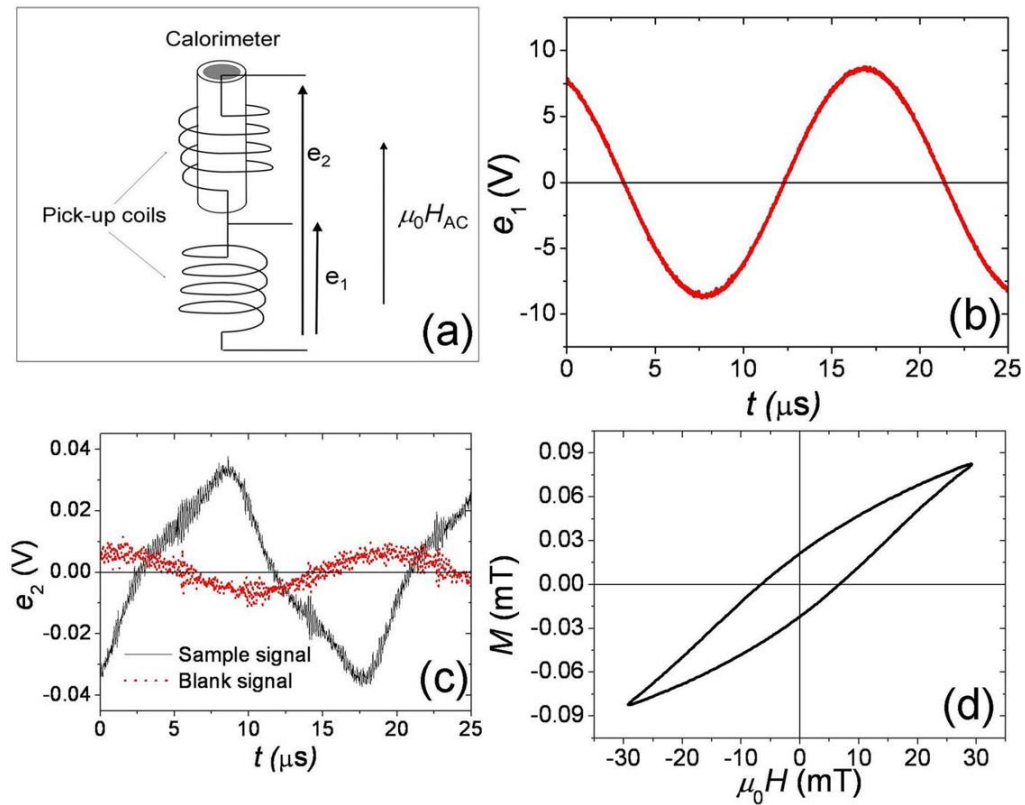 Calorimeter
e₂
Pick-up coils
μ₀H_AC
e₁
(a)
10
5
0
-5
-10
e₁ (V)
0 5 10 15 20 25
t (μs)
(b)
0.04
0.02
0.00
-0.02
-0.04
e₂ (V)
Sample signal
Blank signal
0 5 10 15 20 25
t (μs)
(c)
0.09
0.06
0.03
0.00
-0.03
-0.06
-0.09
M (mT)
-30 -20 -10 0 10 20 30
μ₀H (mT)
(d)